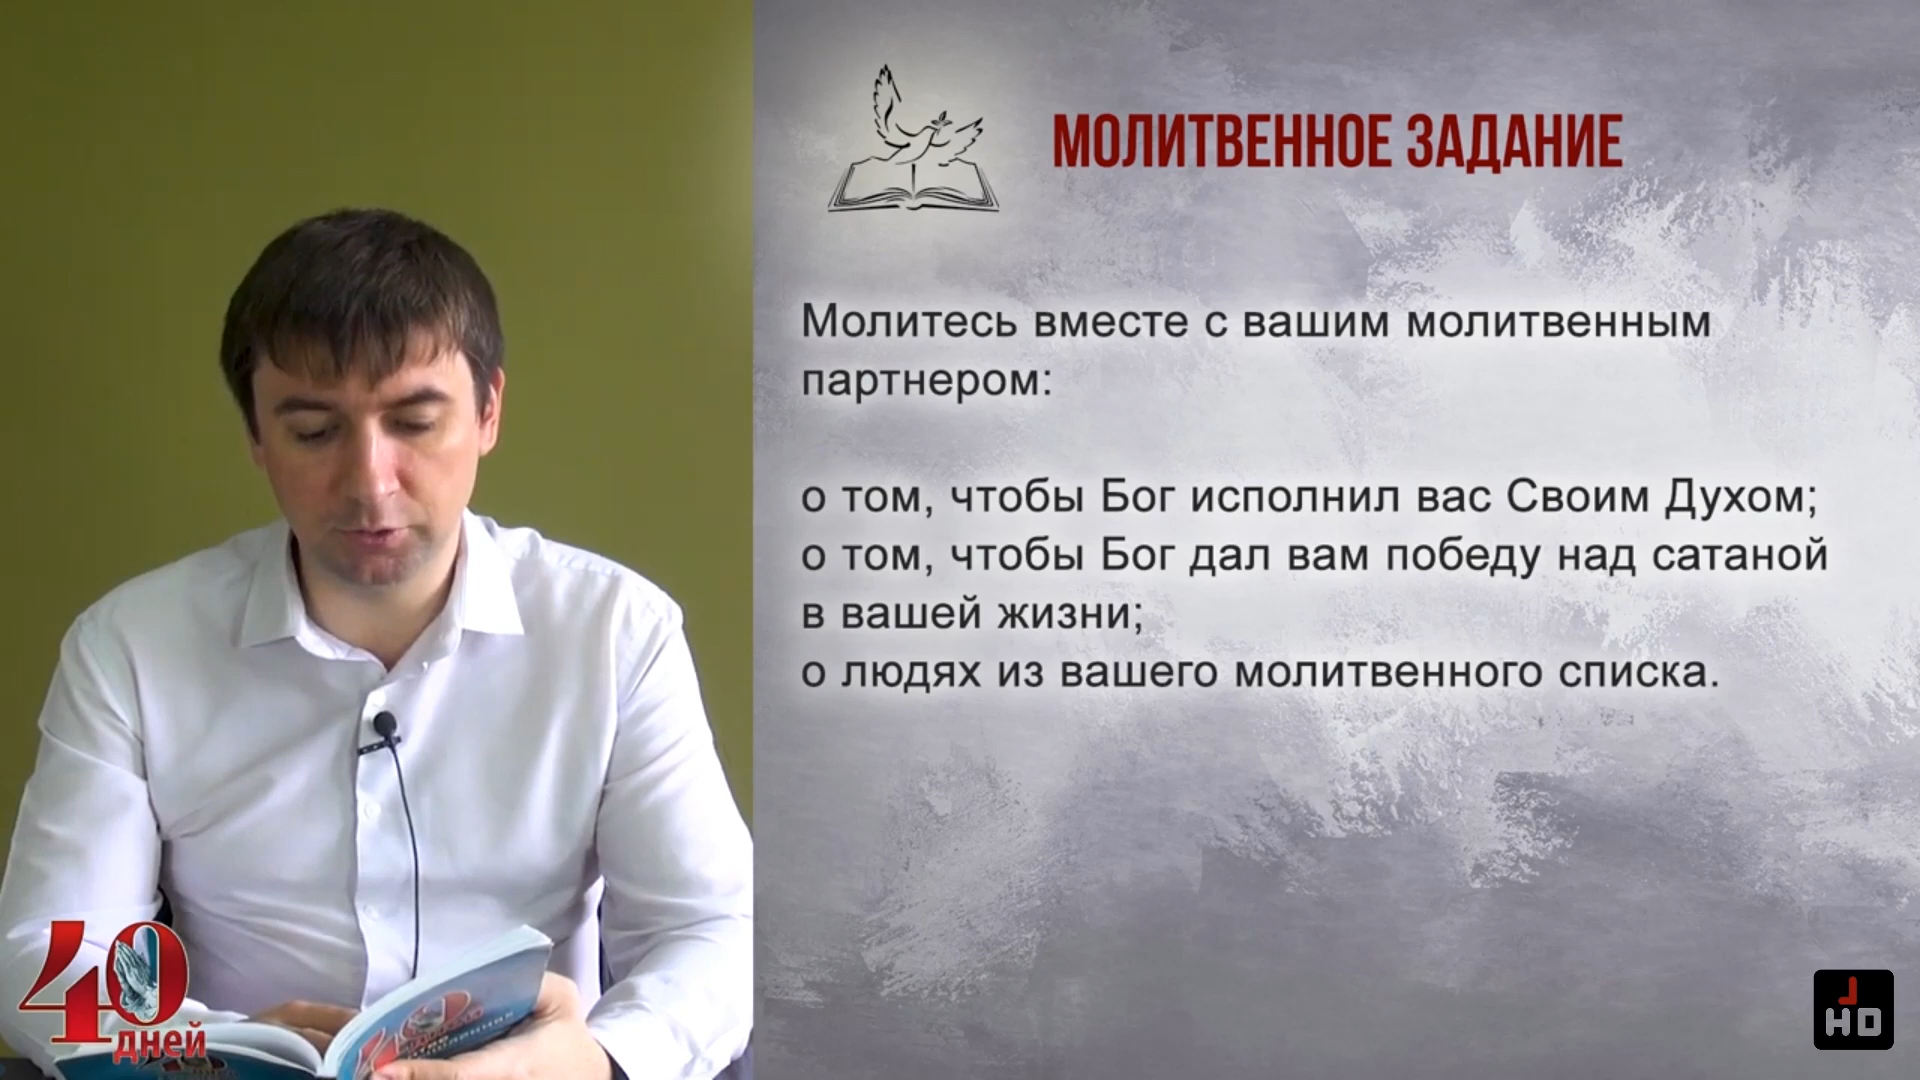 МОЛИТВЕННОЕ ЗАДАНИЕ
Молитесь вместе с вашим молитвенным
партнером:
о том, чтобы Бог исполнил вас Своим Духом;
о том, чтобы Бог дал вам победу над сатаной
в вашей жизни;
о людях из вашего молитвенного списка.
40
дней
J
НО